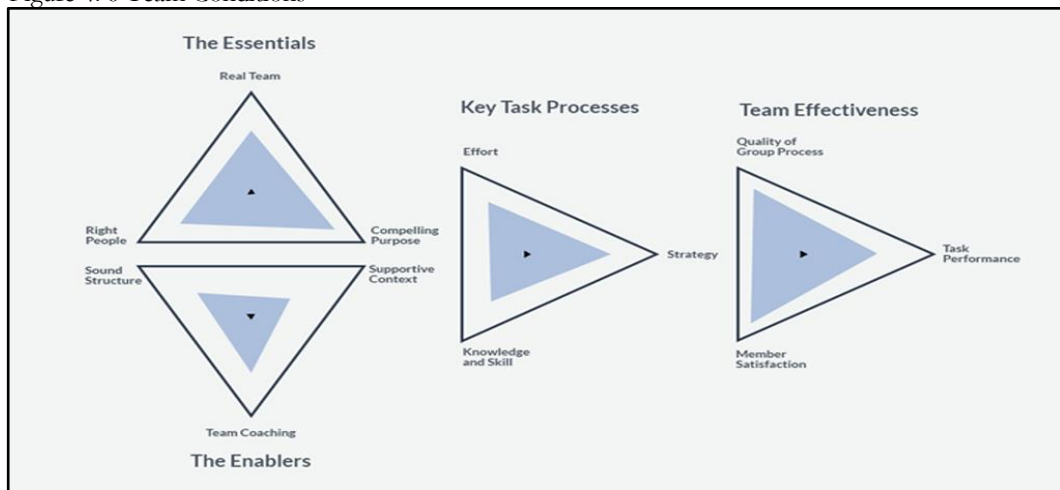 The Essentials
Real Team
Right
People
Compelling
Purpose
Sound
Structure
Supportive
Context
Team Coaching
The Enablers
Key Task Processes
Effort
Strategy
Knowledge
and Skill
Team Effectiveness
Quality of
Group Process
Task
Performance
Member
Satisfaction